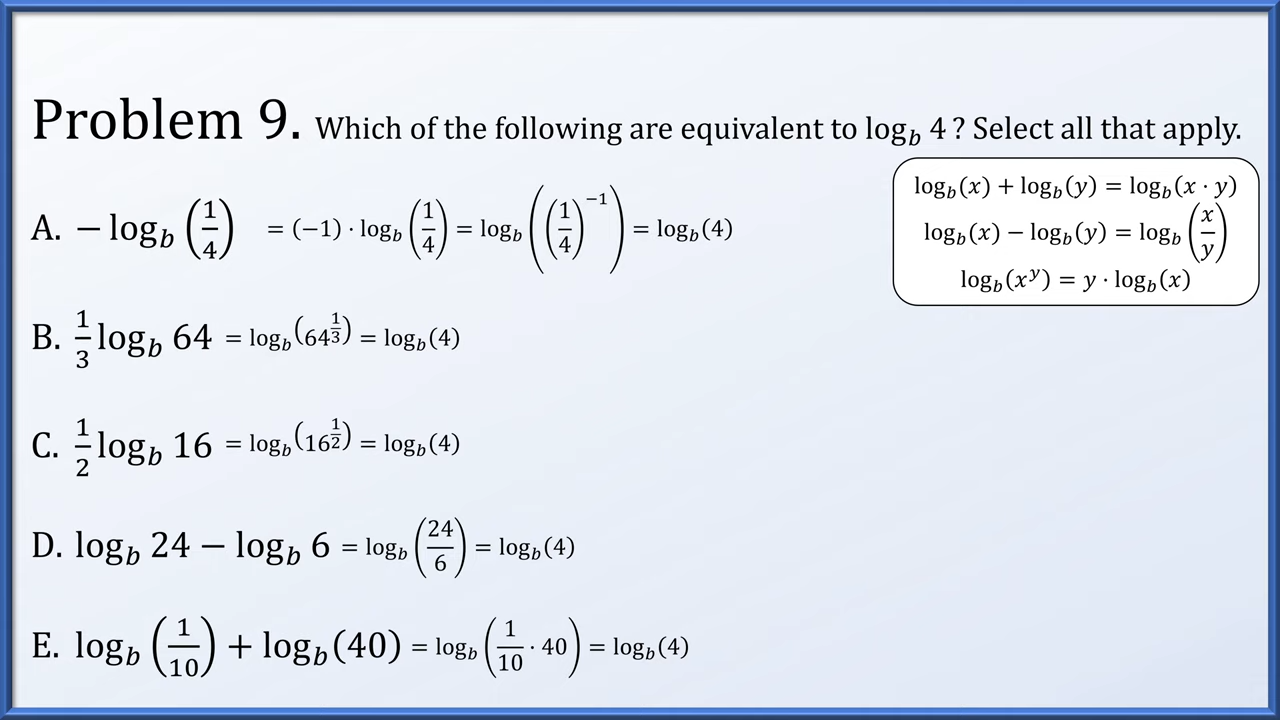 Problem 9. Which of the following are equivalent to log_b 4 ? Select all that apply.
log_b(x) + log_b(y) = log_b(x · y)
log_b(x) − log_b(y) = log_b(x/y)
log_b(x^y) = y · log_b(x)
A. − log_b (1/4) = (−1) · log_b (1/4) = log_b ((1/4)^−1) = log_b(4)
B. 1/3 log_b 64 = log_b(64^1/3) = log_b(4)
C. 1/2 log_b 16 = log_b(16^1/2) = log_b(4)
D. log_b 24 − log_b 6 = log_b (24/6) = log_b(4)
E. log_b (1/10) + log_b(40) = log_b (1/10 · 40) = log_b(4)